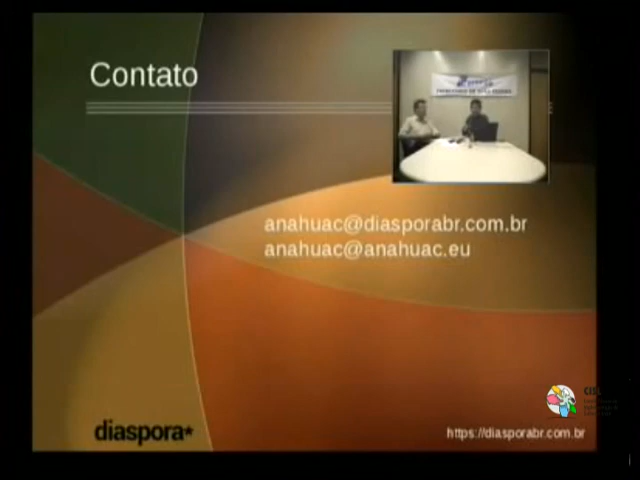 Contato
anahuac@diasporabr.com.br
anahuac@anahuac.eu
diaspora*
https://diasporabr.com.br